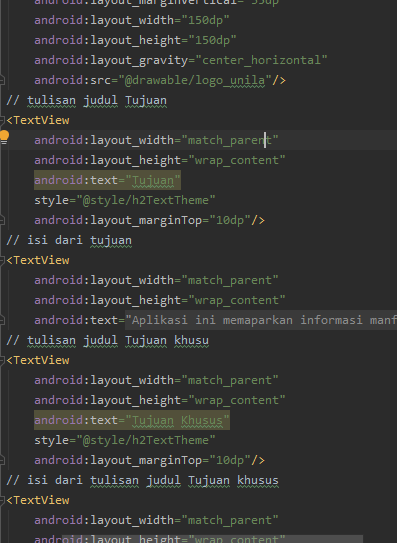 android:layout_marginVertical="55dp"
android:layout_width="150dp"
android:layout_height="150dp"
android:layout_gravity="center_horizontal"
android:src="@drawable/logo_unila"/>
// tulisan judul Tujuan
<TextView
android:layout_width="match_parent"
android:layout_height="wrap_content"
android:text="Tujuan"
style="@style/h2TextTheme"
android:layout_marginTop="10dp"/>
// isi dari tujuan
<TextView
android:layout_width="match_parent"
android:layout_height="wrap_content"
android:text="Aplikasi ini memaparkan informasi manf
// tulisan judul Tujuan khusu
<TextView
android:layout_width="match_parent"
android:layout_height="wrap_content"
android:text="Tujuan Khusus"
style="@style/h2TextTheme"
android:layout_marginTop="10dp"/>
// isi dari tulisan judul Tujuan khusus
<TextView
android:layout_width="match_parent"
android:layout_height="wrap_content"